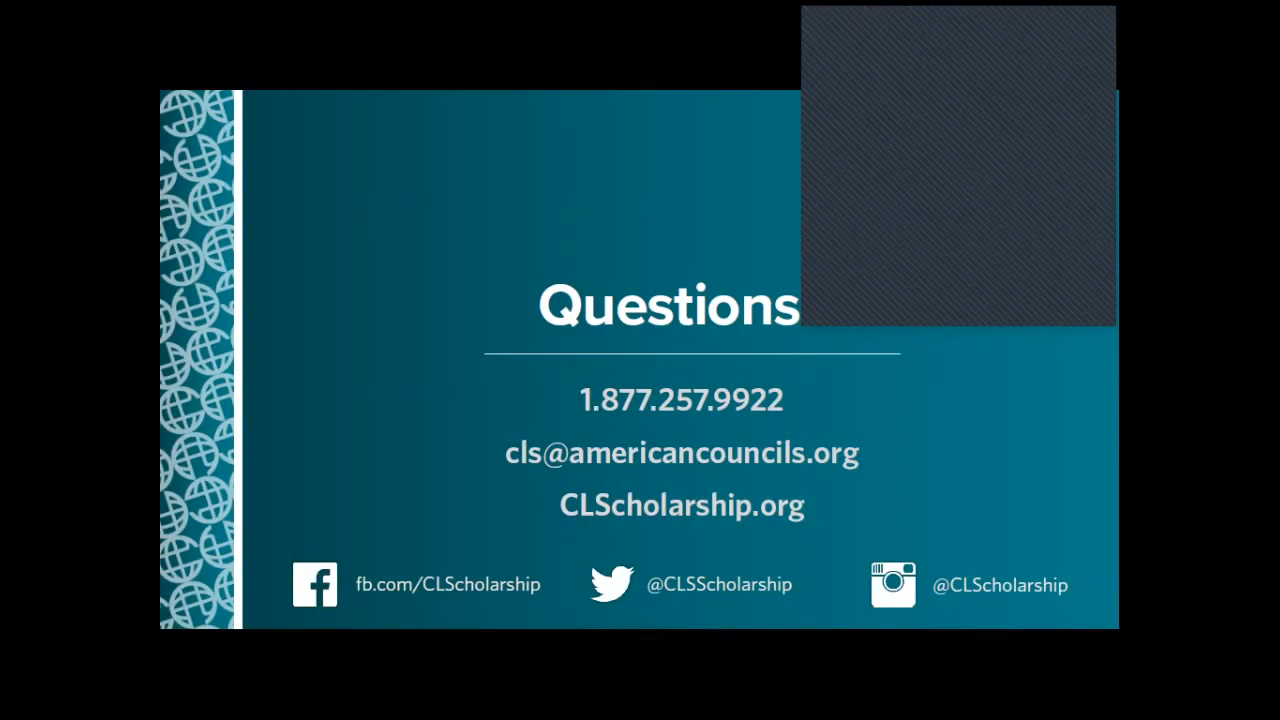 Questions
1.877.257.9922
cls@americancouncils.org
CLScholarship.org
fb.com/CLScholarship
@CLSScholarship
@CLScholarship